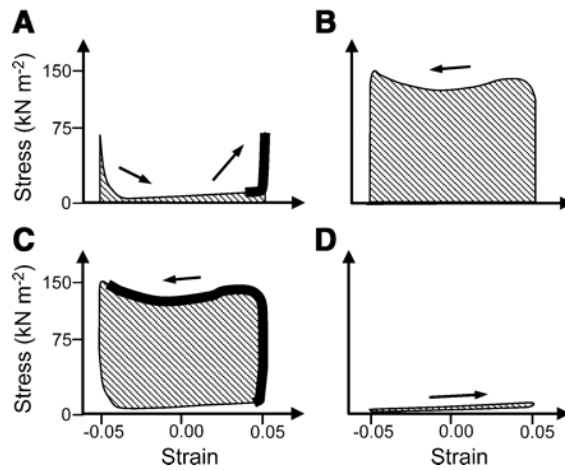 A
B
Stress (kN m-2)
150
75
0
C
D
Stress (kN m-2)
150
75
0
-0.05 0.00 0.05
-0.05 0.00 0.05
Strain
Strain